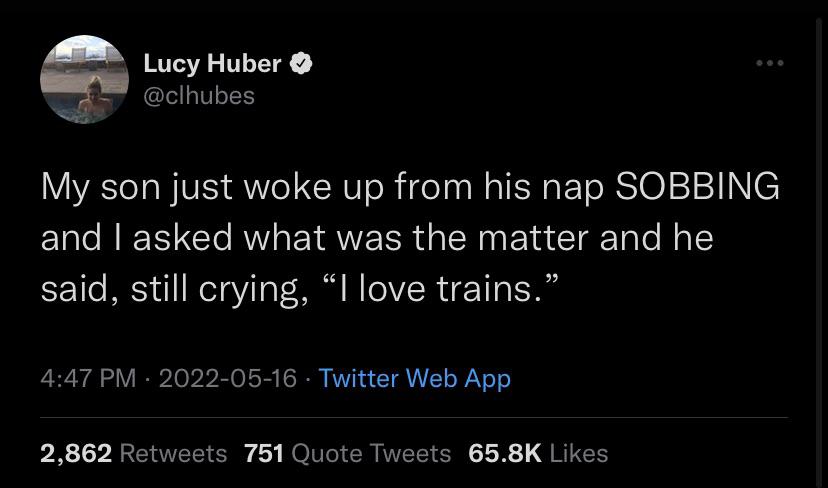 Lucy Huber
@clhubes
My son just woke up from his nap SOBBING
and I asked what was the matter and he
said, still crying, “I love trains.”
4:47 PM · 2022-05-16 · Twitter Web App
2,862 Retweets 751 Quote Tweets 65.8K Likes